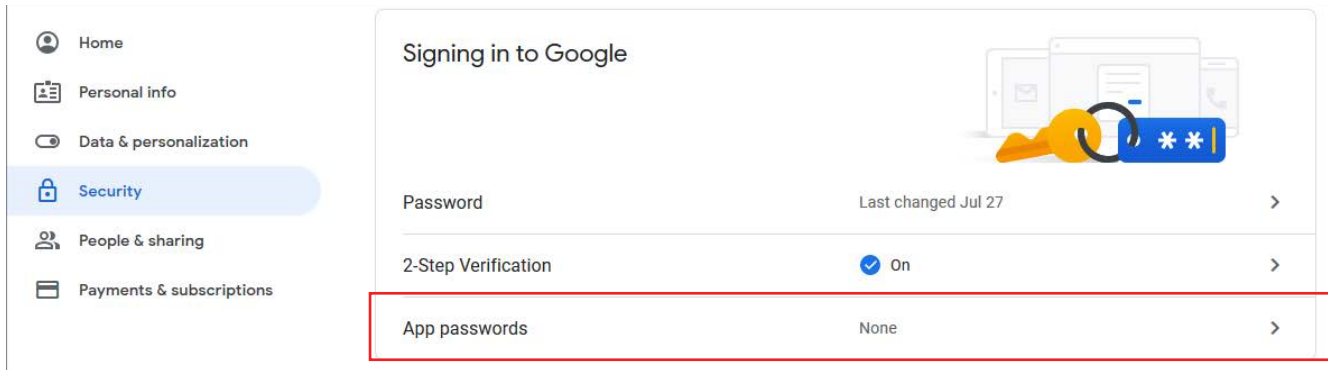 Home
Personal info
Data & personalization
Security
People & sharing
Payments & subscriptions
Signing in to Google
**
Password Last changed Jul 27
2-Step Verification On
App passwords None